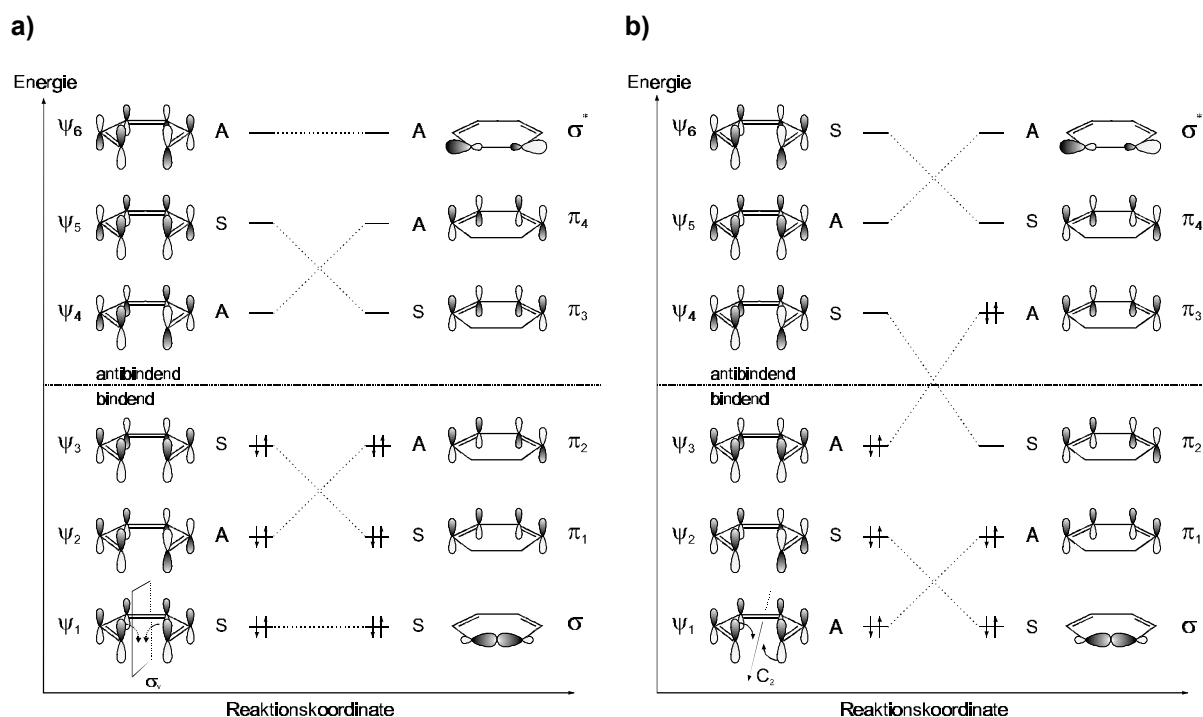 a)
Energie
ψ6 A A σ*
ψ5 S A π4
ψ4 A S π3
antibindend
bindend
ψ3 S A π2
ψ2 A S π1
ψ1 S S σ
σv
Reaktionskoordinate
b)
Energie
ψ6 S A σ*
ψ5 A S π4
ψ4 S A π3
antibindend
bindend
ψ3 A S π2
ψ2 S A π1
ψ1 A S σ
C2
Reaktionskoordinate